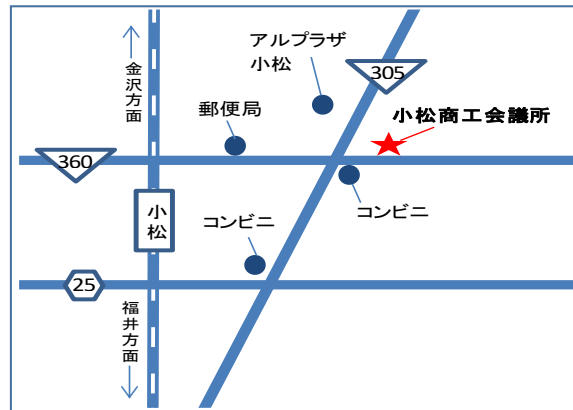 金沢方面
アルプラザ
小松
305
小松商工会議所
郵便局
360
コンビニ
小松
コンビニ
25
福井方面